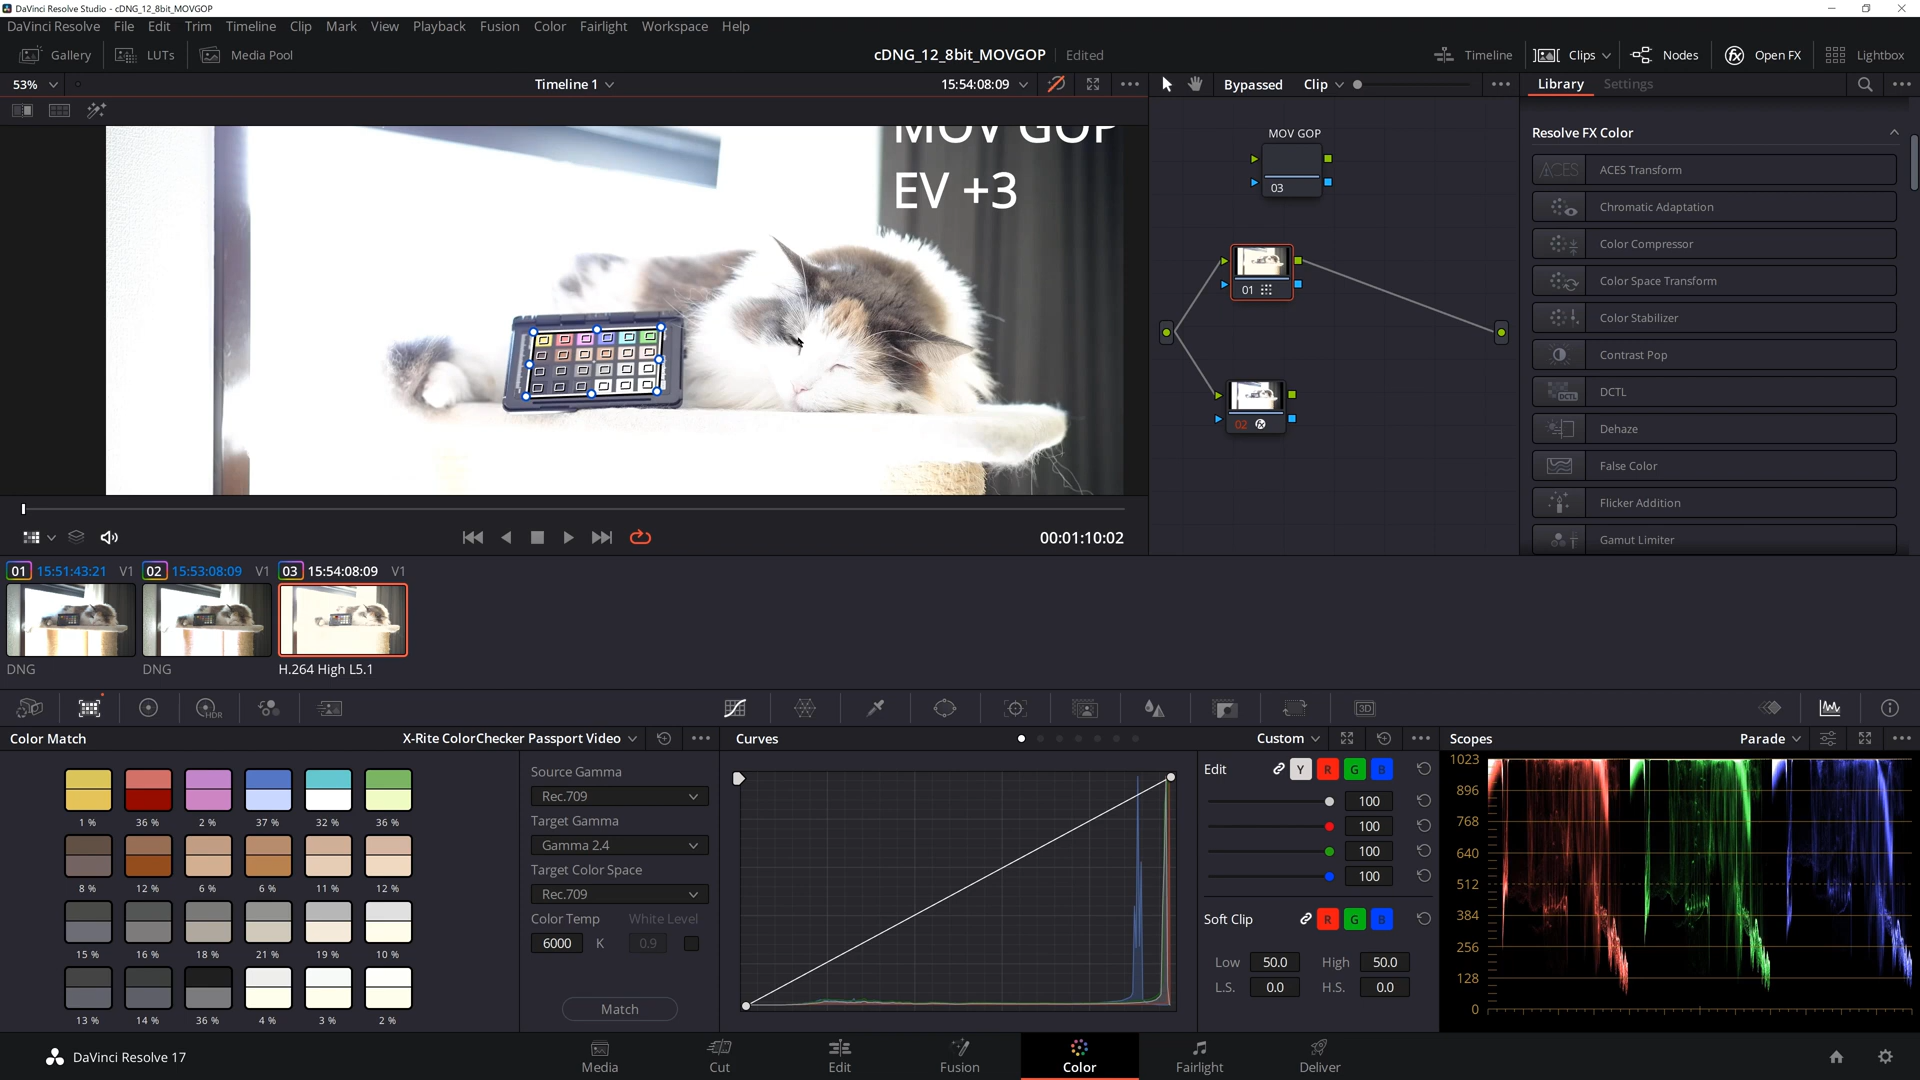 DaVinci Resolve Studio - cDNG_12_8bit_MOVGOP
DaVinci Resolve File Edit Trim Timeline Clip Mark View Playback Fusion Color Fairlight Workspace Help
Gallery LUTs Media Pool cDNG_12_8bit_MOVGOP Edited Timeline Clips Nodes Open FX Lightbox
53% Timeline 1 15:54:08:09 Bypassed Clip Library Settings
MOV GOP
EV +3
MOV GOP
03
01
02
Resolve FX Color
ACES ACES Transform
Chromatic Adaptation
Color Compressor
Color Space Transform
Color Stabilizer
Contrast Pop
DCTL DCTL
Dehaze
False Color
Flicker Addition
Gamut Limiter
00:01:10:02
01 15:51:43:21 V1 02 15:53:08:09 V1 03 15:54:08:09 V1
DNG DNG H.264 High L5.1
HDR 3D
Color Match X-Rite ColorChecker Passport Video
1 % 36 % 2 % 37 % 32 % 36 %
8 % 12 % 6 % 6 % 11 % 12 %
15 % 16 % 18 % 21 % 19 % 10 %
13 % 14 % 36 % 4 % 3 % 2 %
Source Gamma
Rec.709
Target Gamma
Gamma 2.4
Target Color Space
Rec.709
Color Temp White Level
6000 K 0.9
Match
Curves Custom
Edit Y R G B
100
100
100
100
Soft Clip R G B
Low 50.0 High 50.0
L.S. 0.0 H.S. 0.0
Scopes Parade
1023
896
768
640
512
384
256
128
0
DaVinci Resolve 17 Media Cut Edit Fusion Color Fairlight Deliver